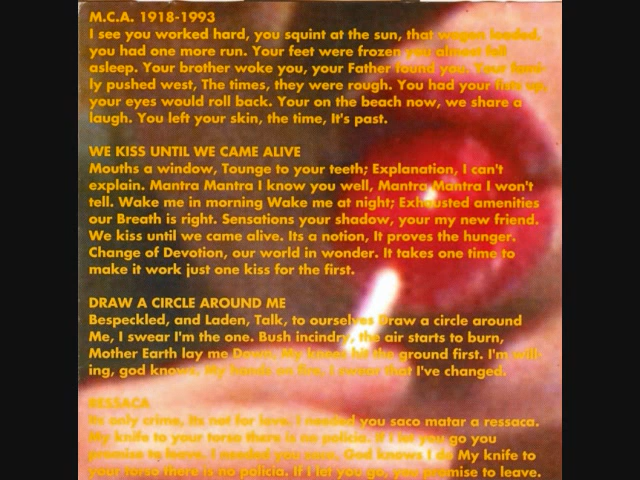 M.C.A. 1918-1993
I see you worked hard, you squint at the sun, that wagon loaded.
you had one more run. Your feet were frozen you almost fell
asleep. Your brother woke you, your Father found you. Your fami-
ly pushed west, The times, they were rough. You had your fists up,
your eyes would roll back. Your on the beach now, we share a
laugh. You left your skin, the time, It's past.
WE KISS UNTIL WE CAME ALIVE
Mouths a window, Tounge to your teeth; Explanation, I can't
explain. Mantra Mantra I know you well, Mantra Mantra I won't
tell. Wake me in morning Wake me at night; Exhausted amenities
our Breath is right. Sensations your shadow, your my new friend.
We kiss until we came alive. Its a notion, It proves the hunger.
Change of Devotion, our world in wonder. It takes one time to
make it work just one kiss for the first.
DRAW A CIRCLE AROUND ME
Bespeckled, and Laden, Talk, to ourselves Draw a circle around
Me, I swear I'm the one. Bush incindry, the air starts to burn,
Mother Earth lay me Down, My knees hit the ground first. I'm will-
ing, god knows, My hands on fire, I swear that I've changed.
RESSACA
Its only crime, its not for love. I needed you saco matar a ressaca.
My knife to your torso there is no policia. If I let you go you
promise to leave. I needed you saco, God knows I do My knife to
your torso there is no policia. If I let you go, you promise to leave.